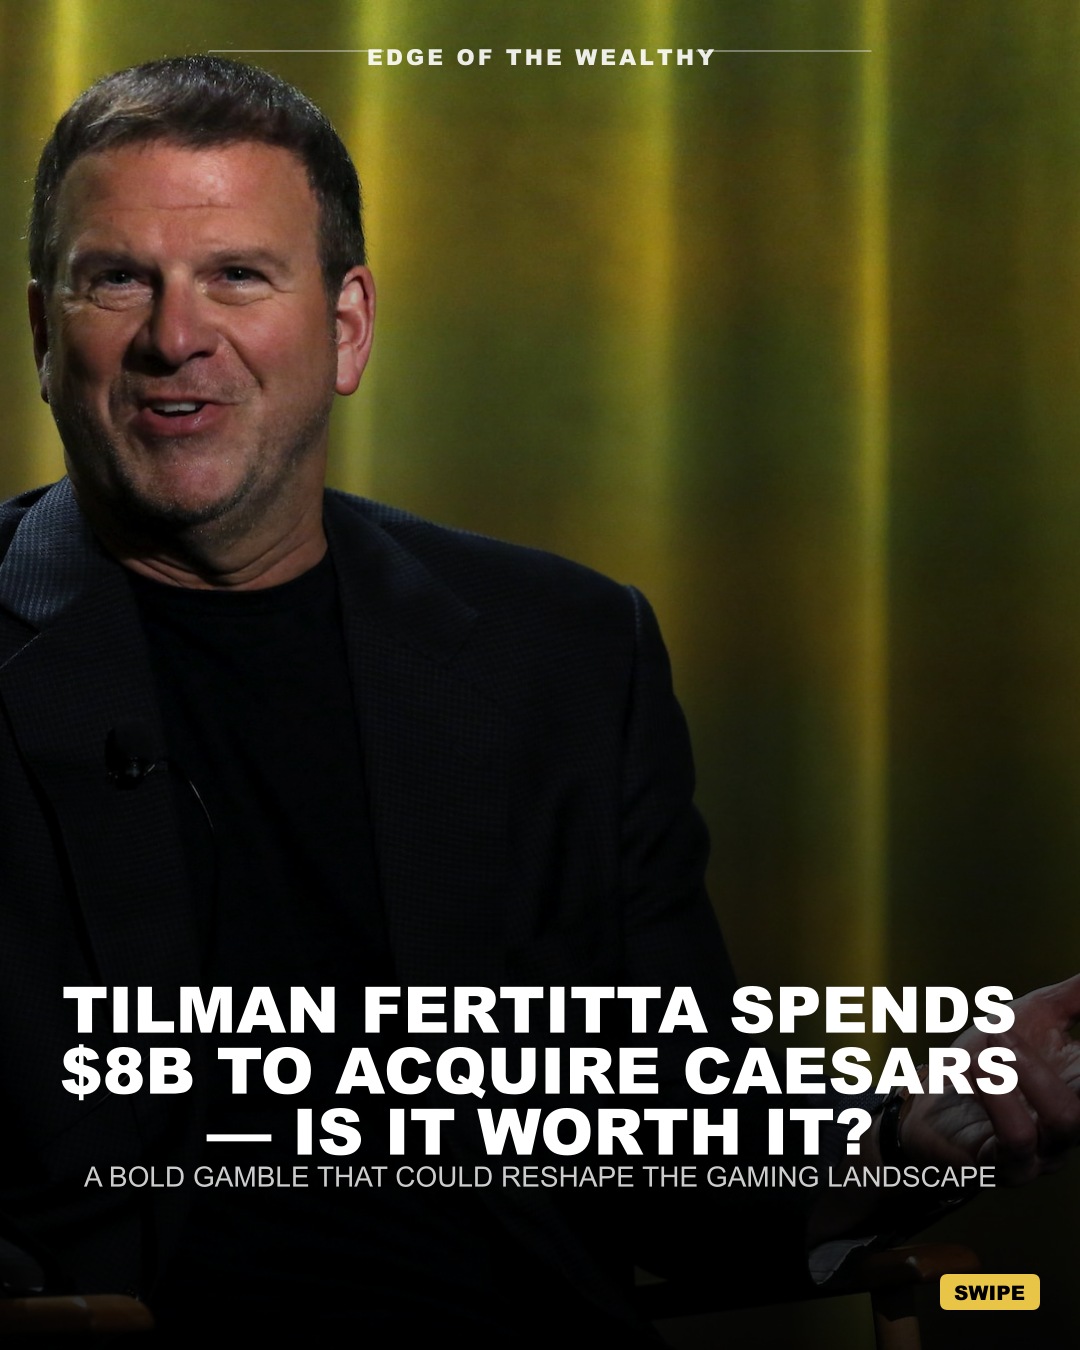 EDGE OF THE WEALTHY
TILMAN FERTITTA SPENDS
$8B TO ACQUIRE CAESARS
— IS IT WORTH IT?
A BOLD GAMBLE THAT COULD RESHAPE THE GAMING LANDSCAPE
SWIPE